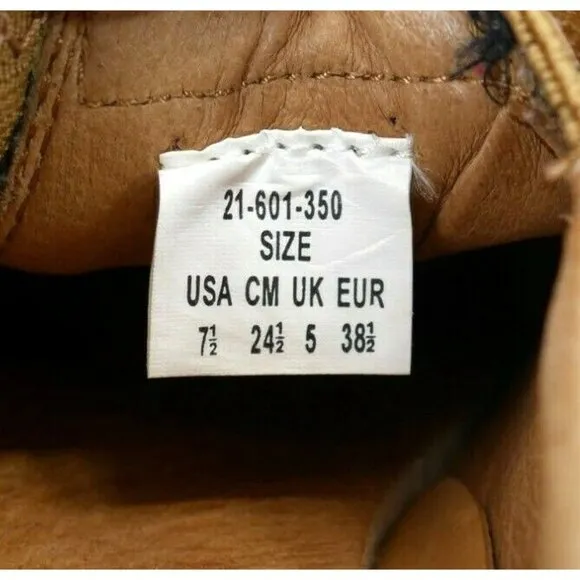 21-601-350
SIZE
USA CM UK EUR
7½ 24½ 5 38½